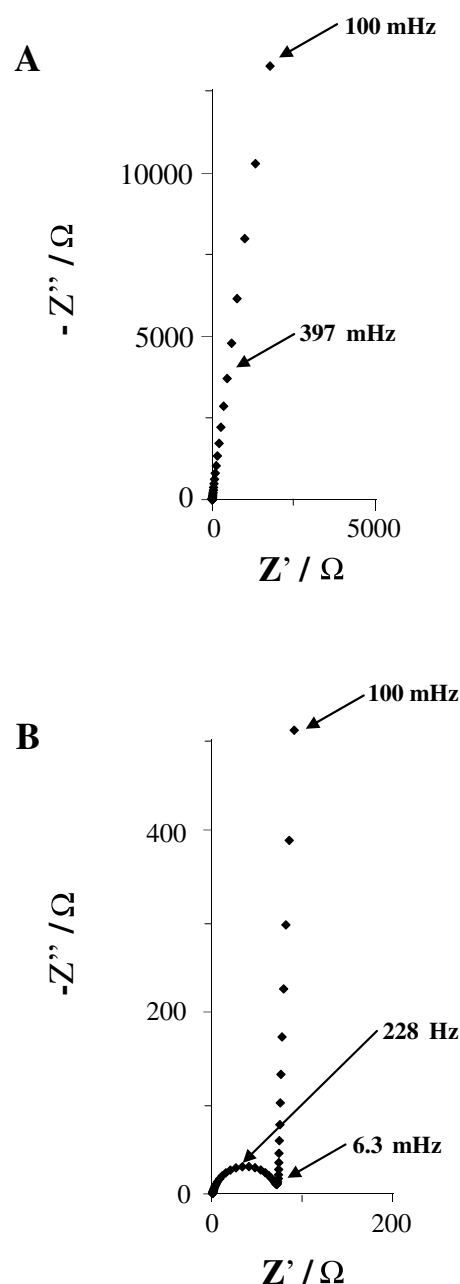 100 mHz
A
10000
- Z’’ / Ω
397 mHz
5000
0
0 5000
Z’ / Ω
100 mHz
B
400
-Z’’ / Ω
228 Hz
200
6.3 mHz
0
0 200
Z’ / Ω